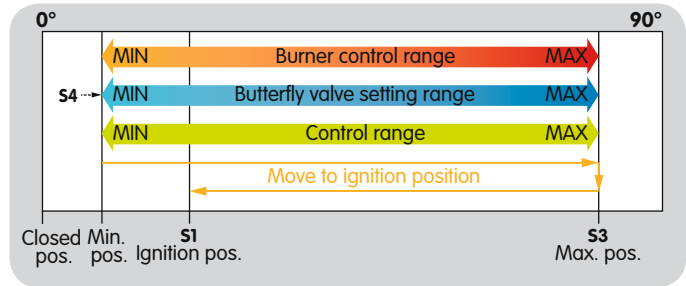 0° 90°
MIN Burner control range MAX
S4 MIN Butterfly valve setting range MAX
MIN Control range MAX
Move to ignition position
Closed Min. S1 S3
pos. pos. Ignition pos. Max. pos.